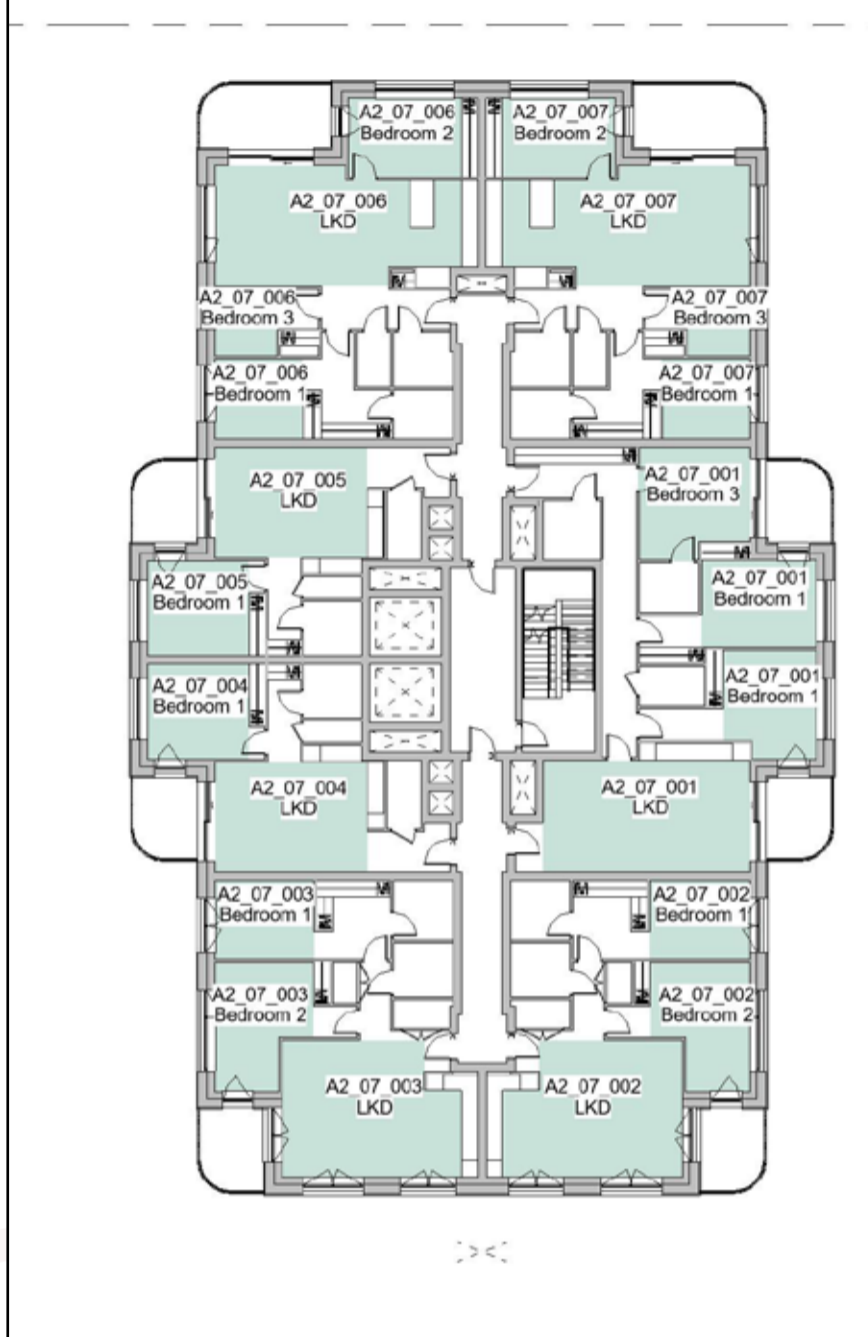 A2_07_006
Bedroom 2
A2_07_007
Bedroom 2
A2_07_006
LKD
A2_07_007
LKD
A2_07_006
Bedroom 3
A2_07_007
Bedroom 3
A2_07_006
Bedroom 1
A2_07_007
Bedroom 1
A2_07_005
LKD
A2_07_001
Bedroom 3
A2_07_005
Bedroom 1
A2_07_001
Bedroom 1
A2_07_004
Bedroom 1
A2_07_001
Bedroom 1
A2_07_004
LKD
A2_07_001
LKD
A2_07_003
Bedroom 1
A2_07_002
Bedroom 1
A2_07_003
Bedroom 2
A2_07_002
Bedroom 2
A2_07_003
LKD
A2_07_002
LKD